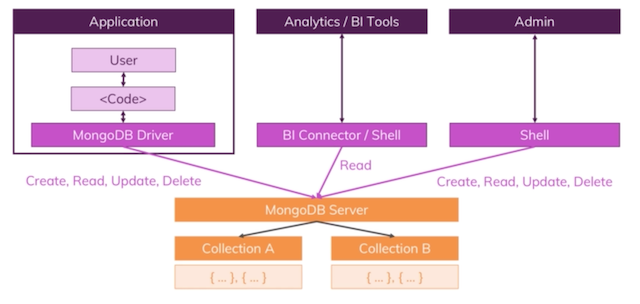 Application
Analytics / BI Tools
Admin
User
<Code>
MongoDB Driver
BI Connector / Shell
Shell
Create, Read, Update, Delete
Read
Create, Read, Update, Delete
MongoDB Server
Collection A
Collection B
{ ... }, { ... }
{ ... }, { ... }